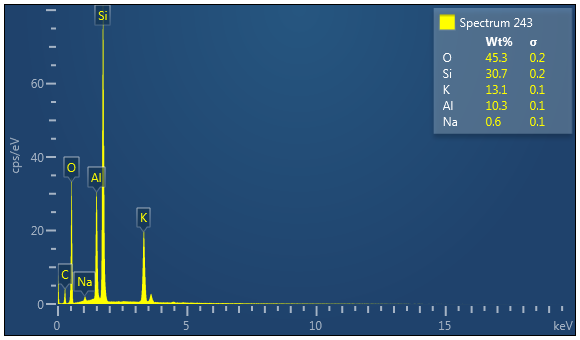 Spectrum 243
Wt% σ
O 45.3 0.2
Si 30.7 0.2
K 13.1 0.1
Al 10.3 0.1
Na 0.6 0.1
Si
60
cps/eV
40
O
Al
20
K
C
Na
0
0 5 10 15 keV